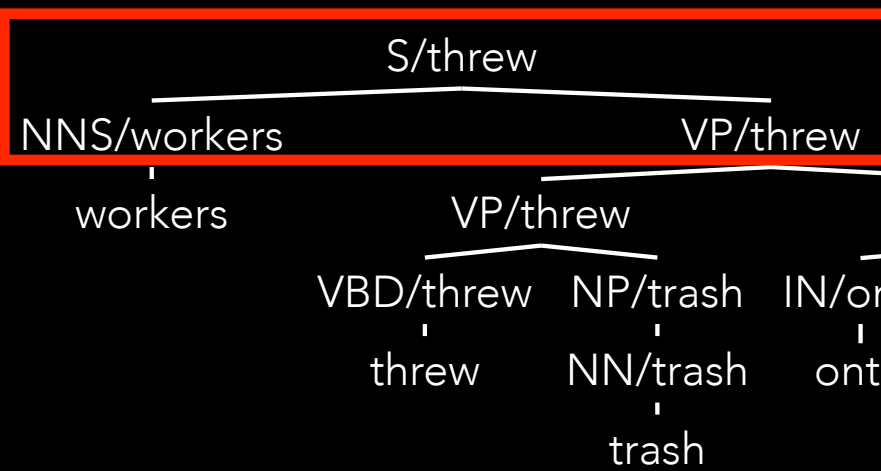 S/threw
NNS/workers VP/threw
workers VP/threw
VBD/threw NP/trash
threw NN/trash
trash